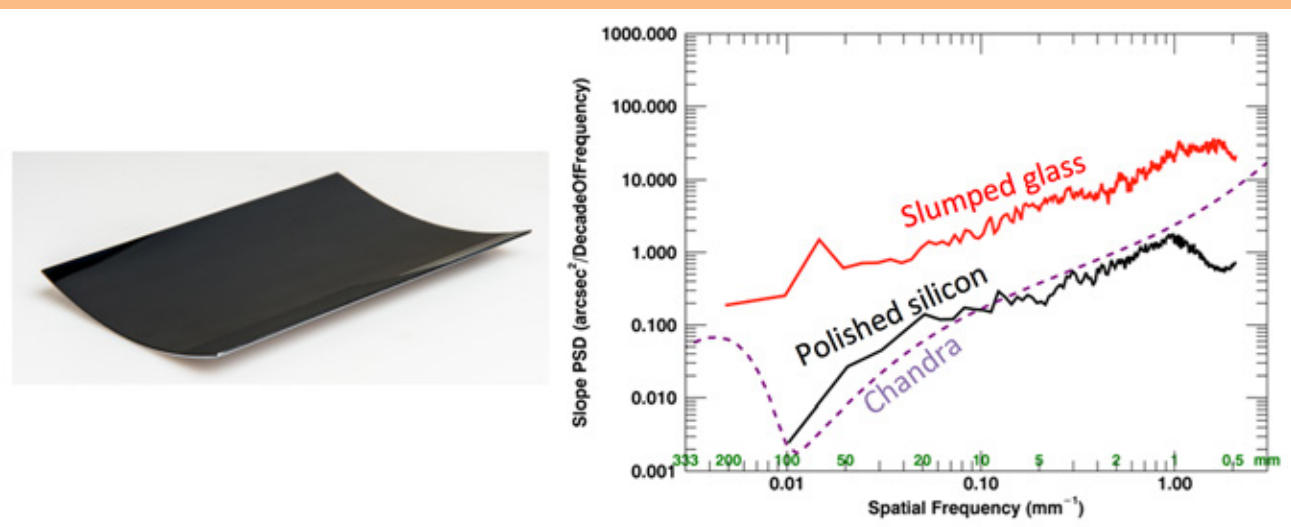 1000.000
100.000
10.000
1.000
0.100
0.010
0.001
Slope PSD (arcsec²/DecadeOfFrequency)
Slumped glass
Polished silicon
Chandra
333 200 100 50 20 10 5 2 1 0.5 mm
0.01 0.10 1.00
Spatial Frequency (mm⁻¹)